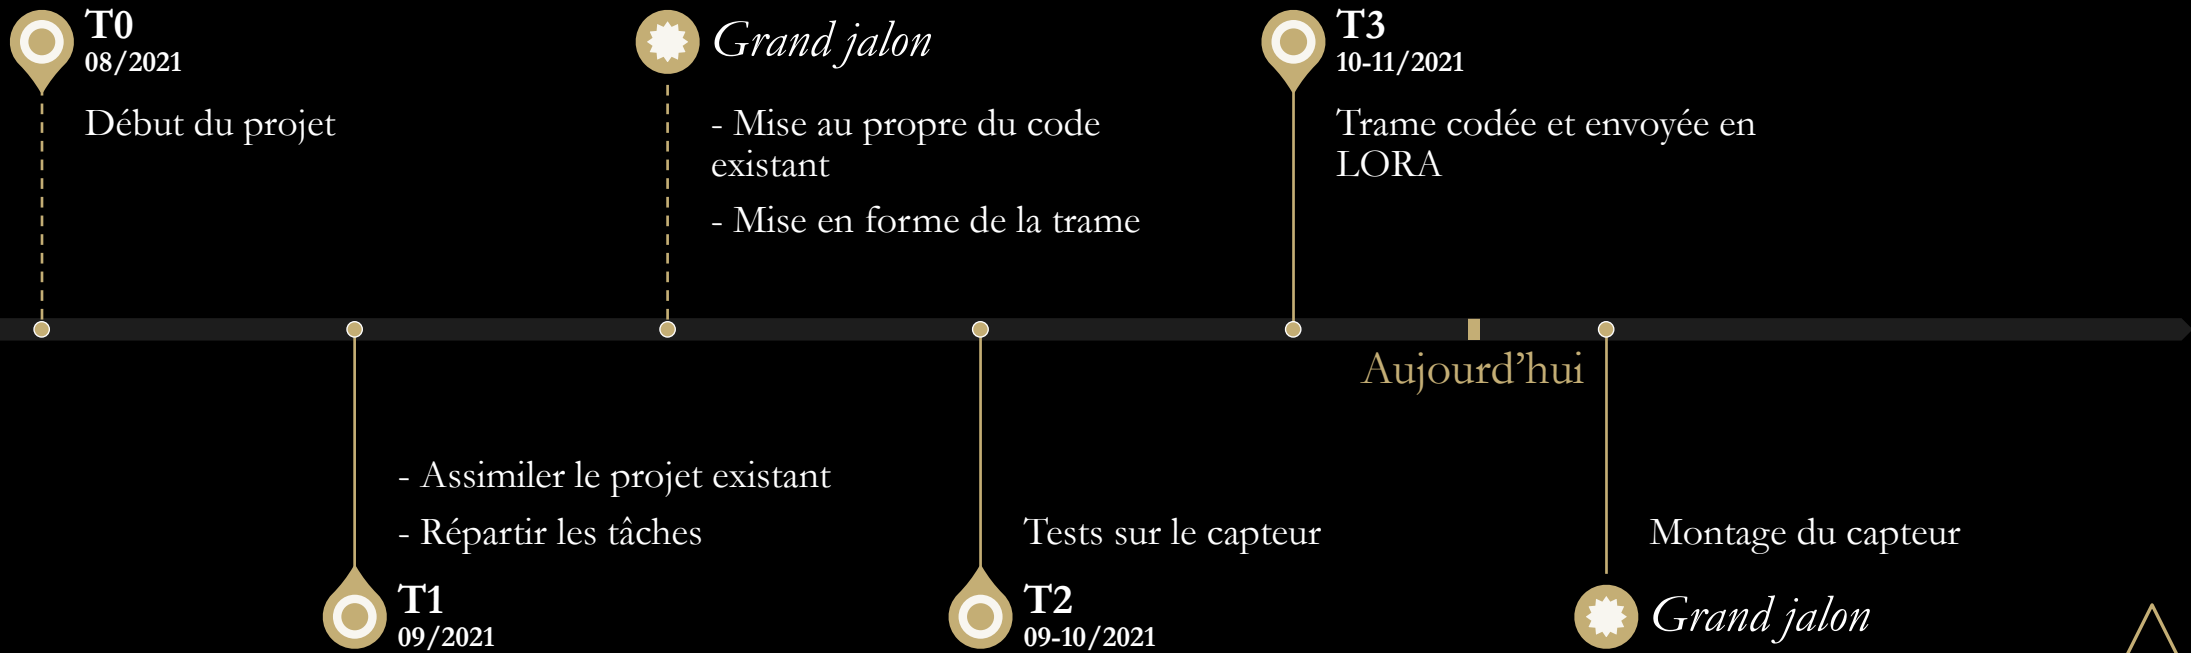 T0
08/2021
Début du projet
Grand jalon
- Mise au propre du code
existant
- Mise en forme de la trame
T3
10-11/2021
Trame codée et envoyée en
LORA
Aujourd’hui
- Assimiler le projet existant
- Répartir les tâches
T1
09/2021
Tests sur le capteur
T2
09-10/2021
Montage du capteur
Grand jalon